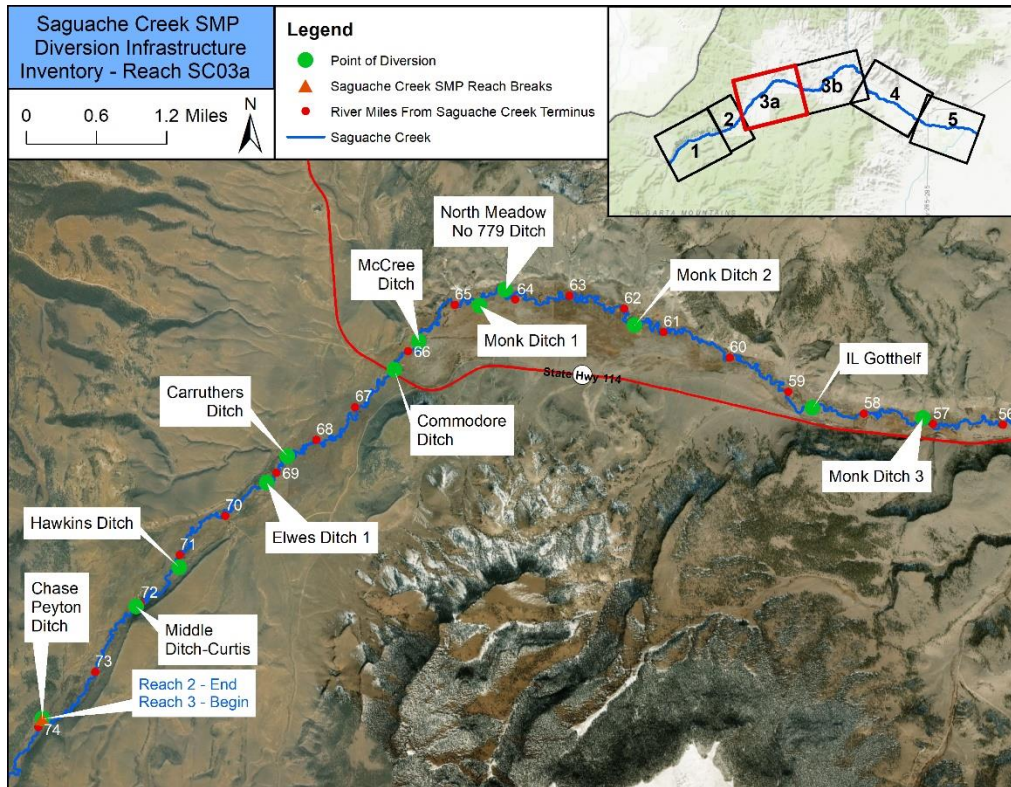 Saguache Creek SMP
Diversion Infrastructure
Inventory - Reach SC03a
0 0.6 1.2 Miles
N
Legend
Point of Diversion
Saguache Creek SMP Reach Breaks
River Miles From Saguache Creek Terminus
Saguache Creek
1
2
3a
3b
4
5
LA GARITA MOUNTAINS
North Meadow
No 779 Ditch
McCree
Ditch
Monk Ditch 2
65
64
63
62
61
Monk Ditch 1
66
60
State Hwy 114
IL Gotthelf
Carruthers
Ditch
67
59
58
57
56
Commodore
Ditch
68
69
Monk Ditch 3
70
Elwes Ditch 1
Hawkins Ditch
71
Chase
Peyton
Ditch
72
Middle
Ditch-Curtis
73
Reach 2 - End
Reach 3 - Begin
74